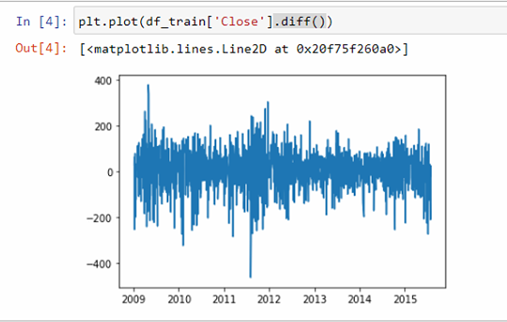 In [4]: plt.plot(df_train['Close'].diff())
Out[4]: [<matplotlib.lines.Line2D at 0x20f75f260a0>]
400
200
0
−200
−400
2009 2010 2011 2012 2013 2014 2015